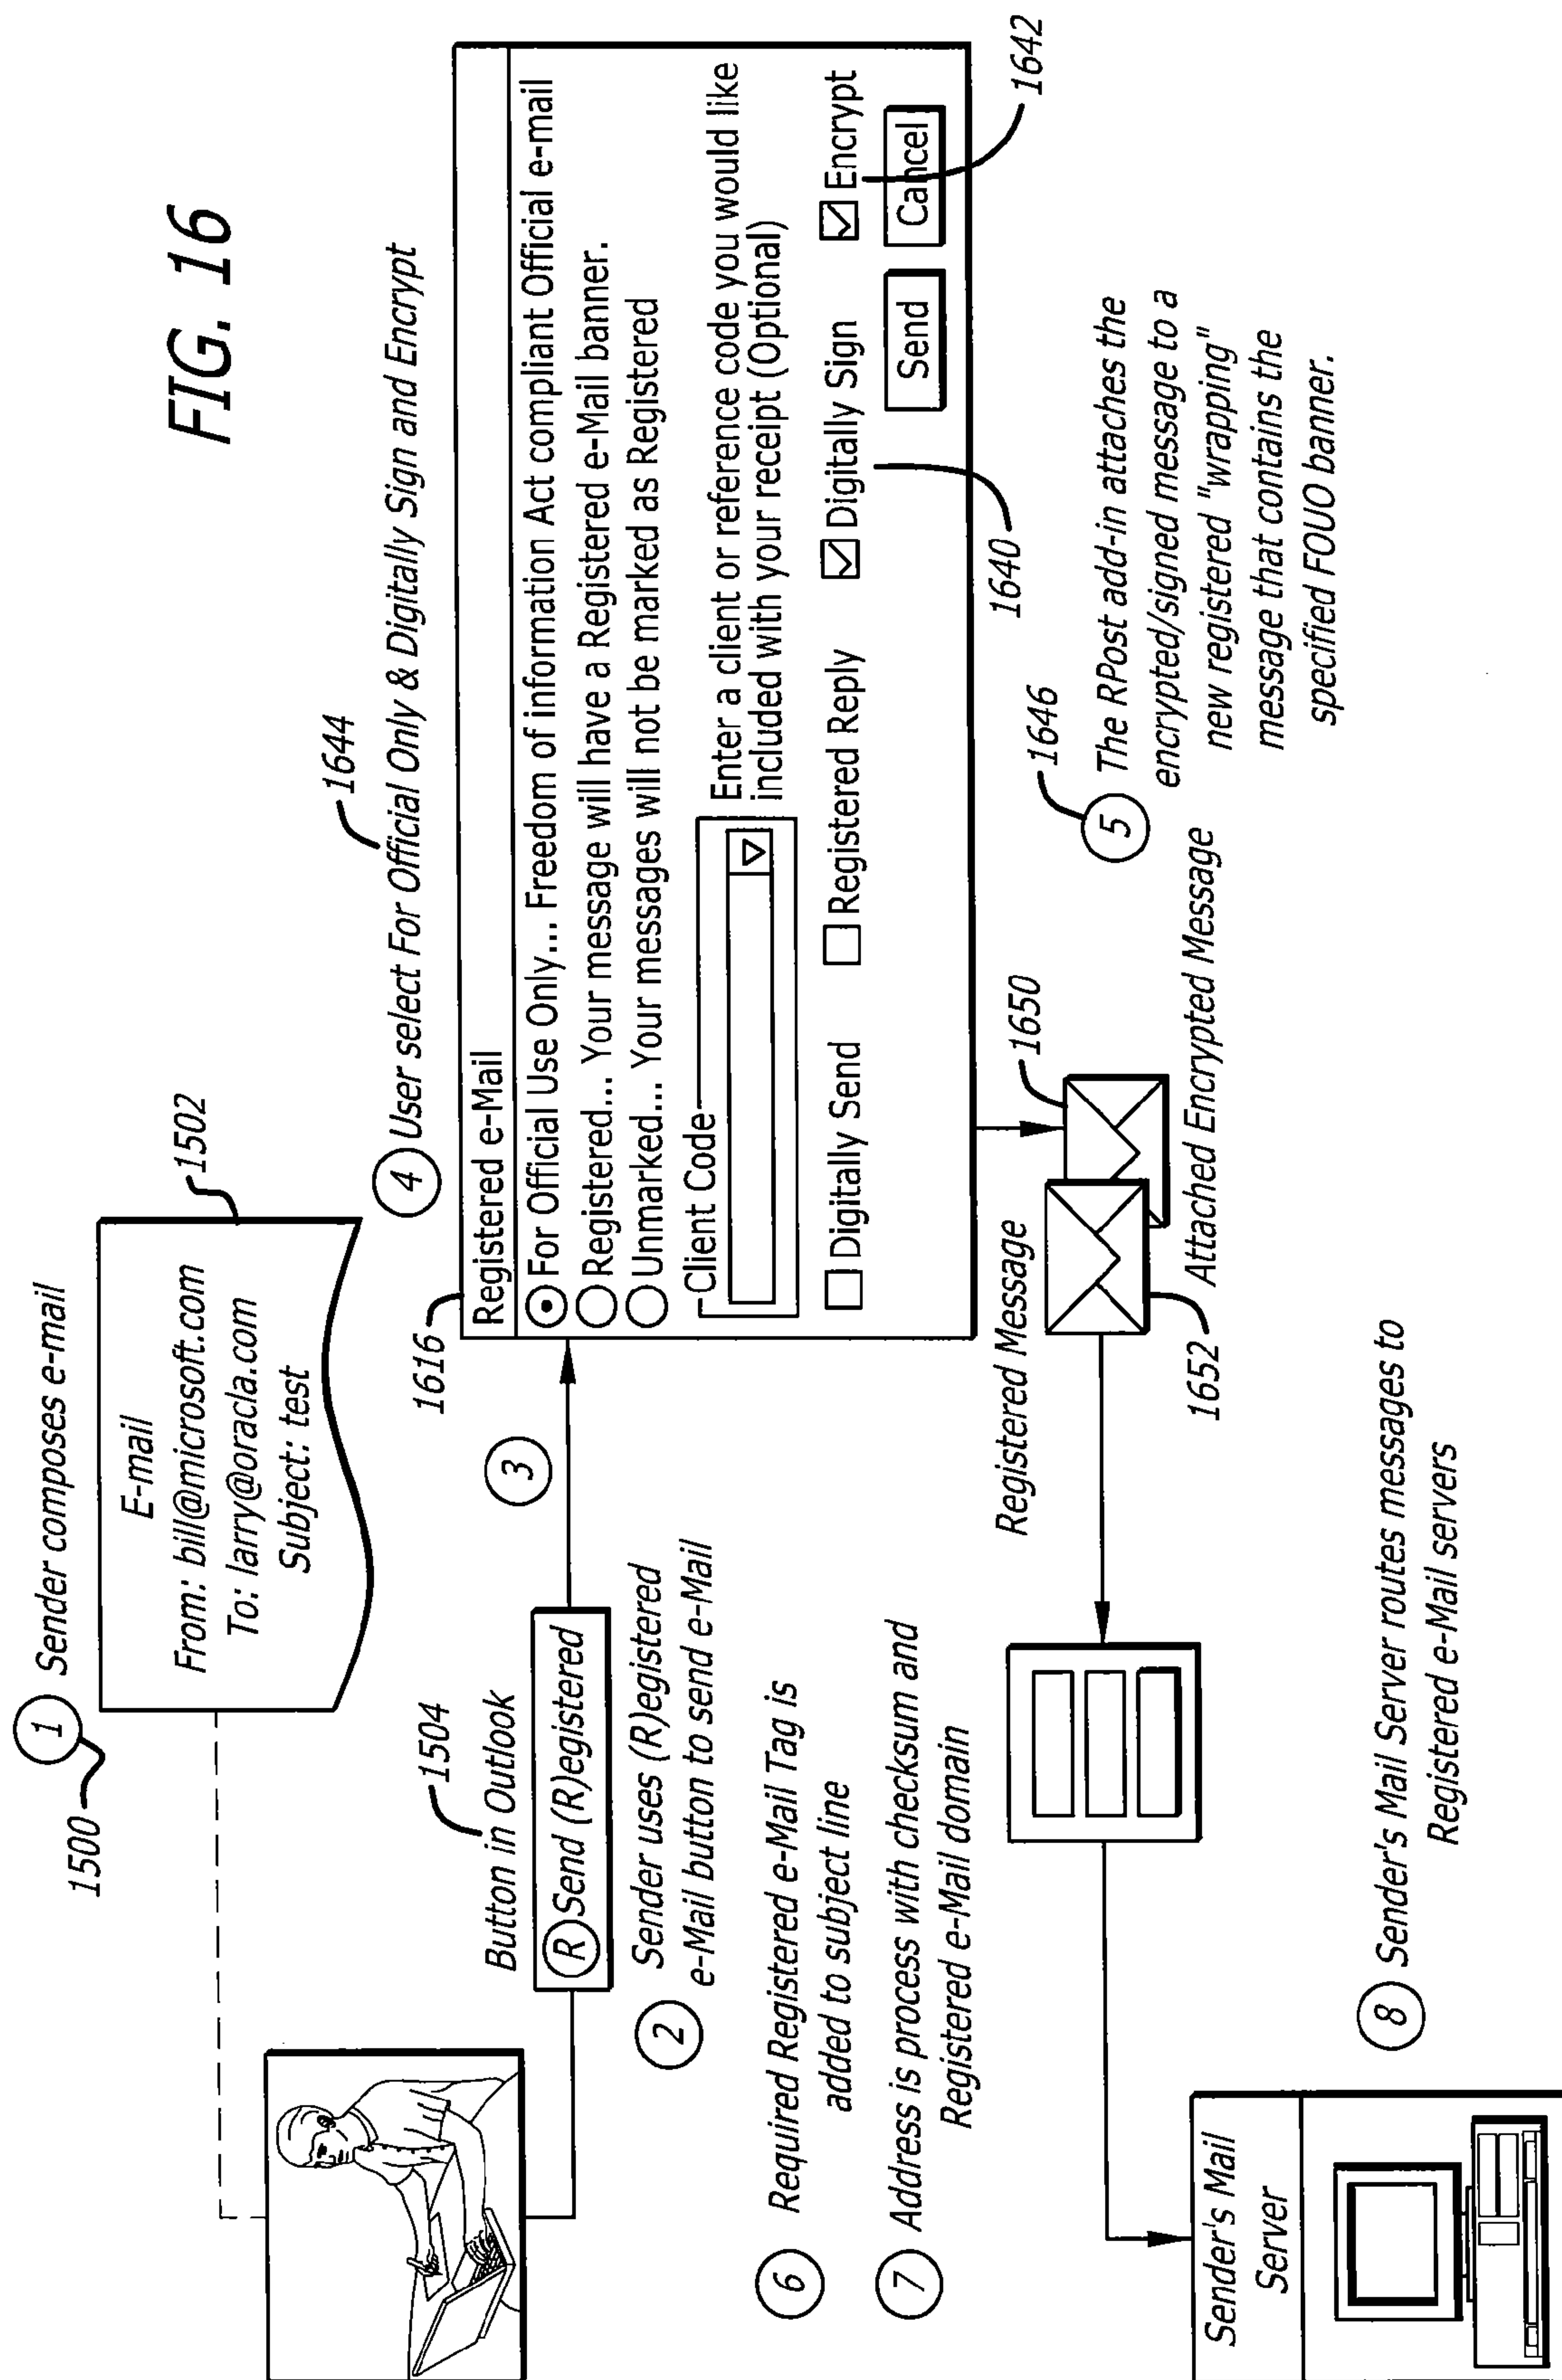 FIG. 16
1500
1 Sender composes e-mail
E-mail
From: bill@microsoft.com
To: larry@oracla.com
Subject: test
1502
Button in Outlook
1504
R Send (R)egistered
2 Sender uses (R)egistered
e-Mail button to send e-Mail
3
1644
4 User select For Official Only & Digitally Sign and Encrypt
1616
Registered e-Mail
For Official Use Only... Freedom of information Act compliant Official e-mail
Registered... Your message will have a Registered e-Mail banner.
Unmarked... Your messages will not be marked as Registered
Client Code
Enter a client or reference code you would like
included with your receipt (Optional)
Digitally Send
Registered Reply
Digitally Sign
Encrypt
Send
Cancel
1640
1642
1646
5 The RPost add-in attaches the
encrypted/signed message to a
new registered "wrapping"
message that contains the
specified FOUO banner.
1650
Registered Message
Attached Encrypted Message
1652
6 Required Registered e-Mail Tag is
added to subject line
7 Address is process with checksum and
Registered e-Mail domain
Sender's Mail
Server
8 Sender's Mail Server routes messages to
Registered e-Mail servers